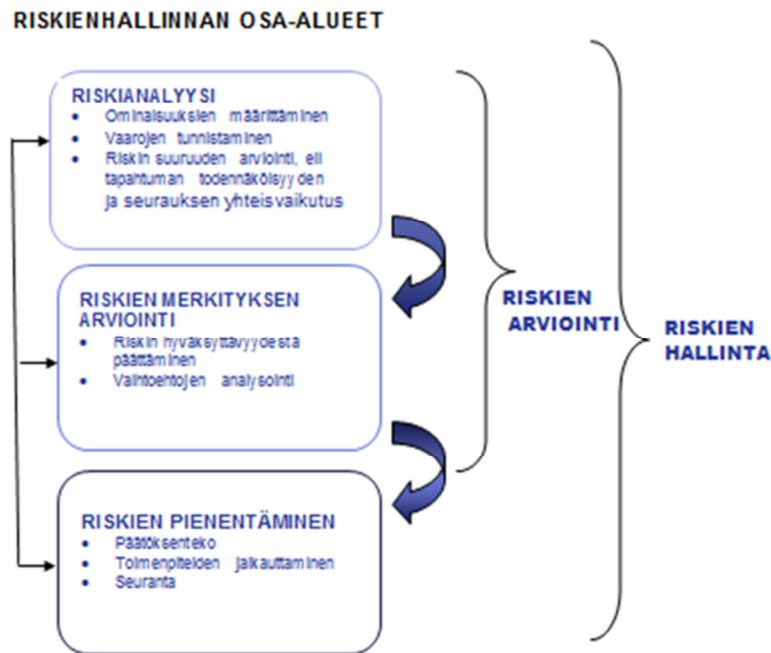 RISKIENHALLINNAN OSA-ALUEET
RISKIANALYYSI
• Ominaisuuksien määrittäminen
• Vaarojen tunnistaminen
• Riskin suuruuden arviointi, eli
tapahtuman todennäköisyyden
ja seurauksen yhteisvaikutus
RISKIEN MERKITYKSEN
ARVIOINTI
• Riskin hyväksyttävyydestä
päättäminen
• Vaihtoehtojen analysointi
RISKIEN PIENENTÄMINEN
• Päätöksenteko
• Toimenpiteiden jalkauttaminen
• Seuranta
RISKIEN
ARVIOINTI
RISKIEN
HALLINTA